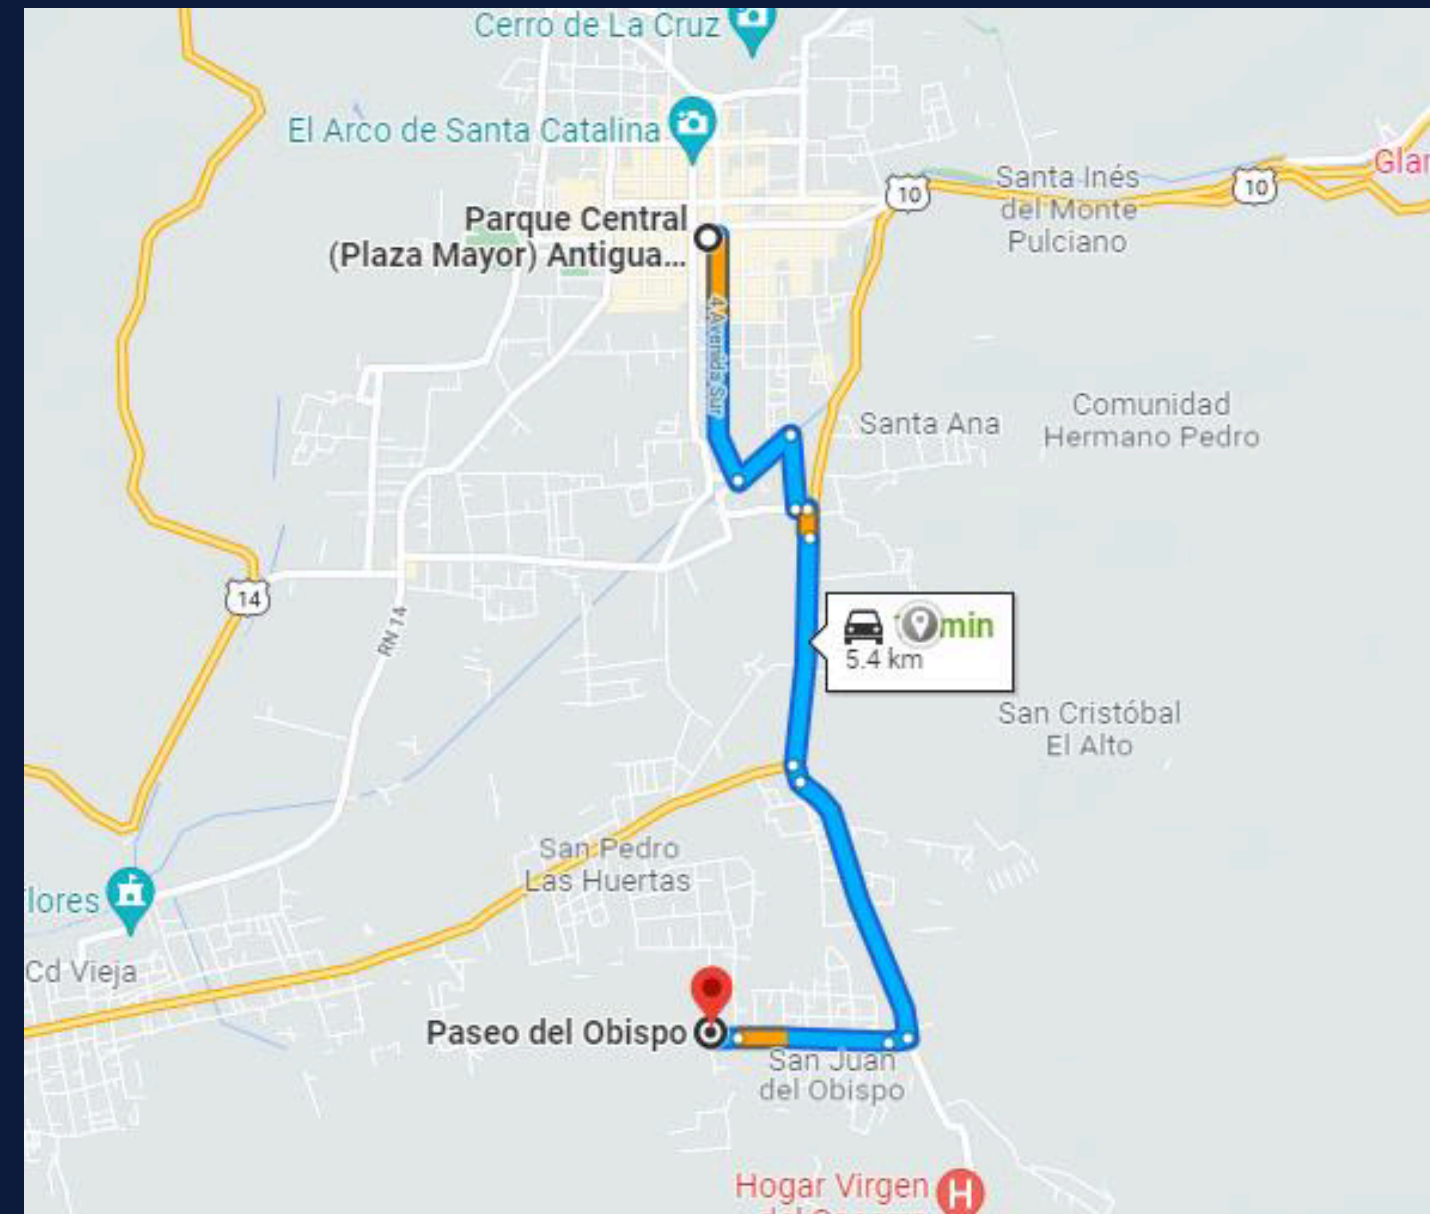 Cerro de La Cruz
El Arco de Santa Catalina
10
Santa Inés
del Monte
Pulciano
10
Parque Central
(Plaza Mayor) Antigua...
4 Avenida Sur
Santa Ana
Comunidad
Hermano Pedro
14
RN 14
min
5.4 km
San Cristóbal
El Alto
San Pedro
Las Huertas
lores
Cd Vieja
Paseo del Obispo
San Juan
del Obispo
Hogar Virgen
H